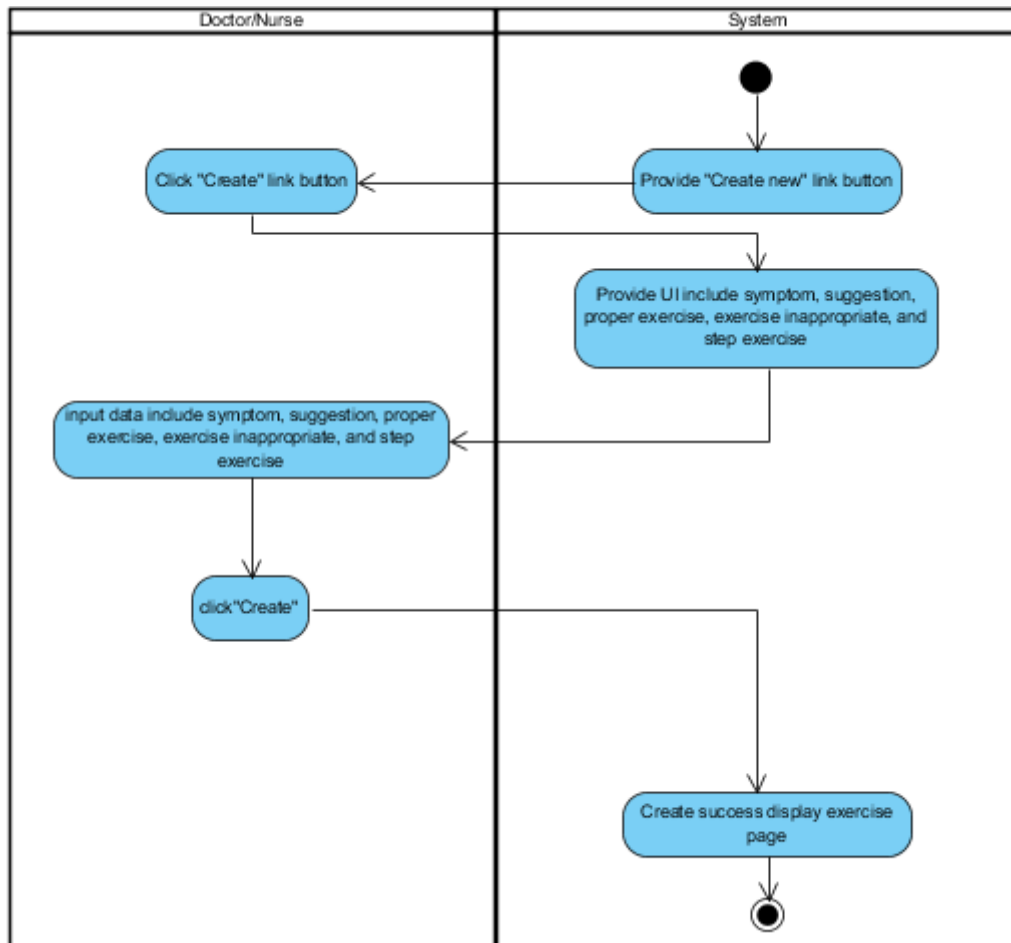 Doctor/Nurse
System
Provide "Create new" link button
Click "Create" link button
Provide UI include symptom, suggestion,
proper exercise, exercise inappropriate, and
step exercise
input data include symptom, suggestion, proper
exercise, exercise inappropriate, and step
exercise
click"Create"
Create success display exercise
page